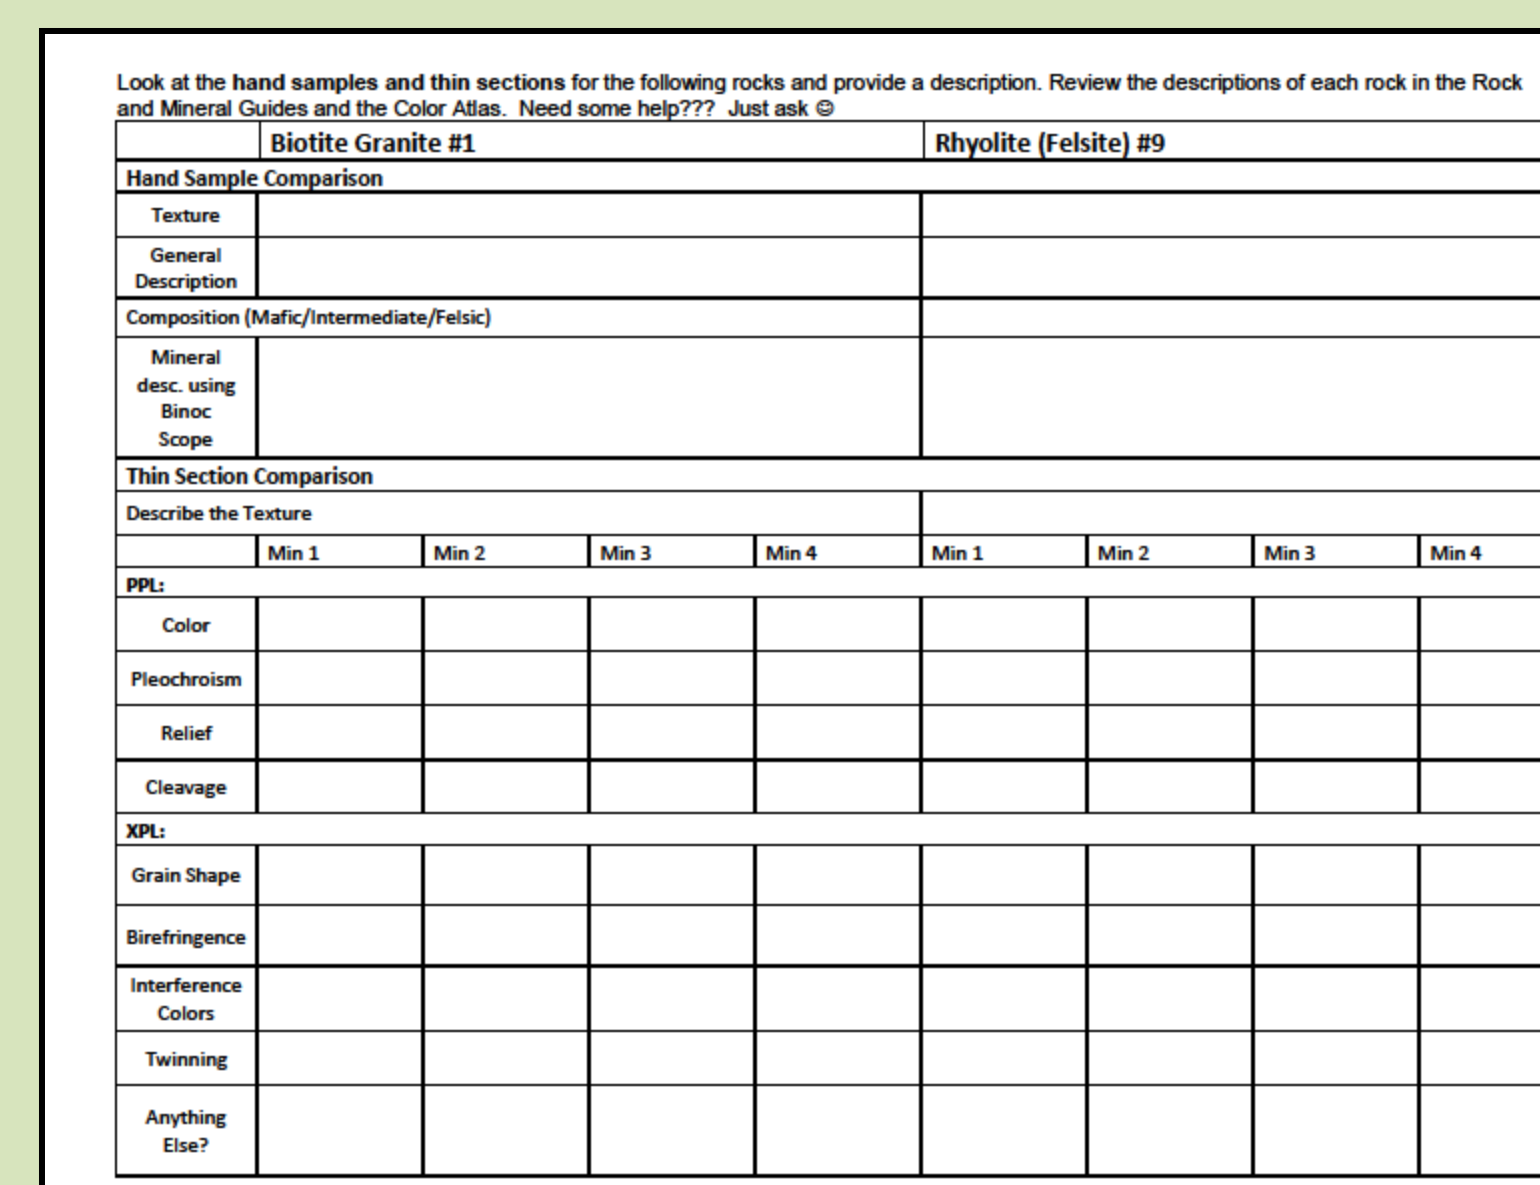 Look at the hand samples and thin sections for the following rocks and provide a description. Review the descriptions of each rock in the Rock
and Mineral Guides and the Color Atlas.  Need some help???  Just ask ☺
Biotite Granite #1 Rhyolite (Felsite) #9
Hand Sample Comparison
Texture
General
Description
Composition (Mafic/Intermediate/Felsic)
Mineral
desc. using
Binoc
Scope
Thin Section Comparison
Describe the Texture
Min 1 Min 2 Min 3 Min 4 Min 1 Min 2 Min 3 Min 4
PPL:
Color
Pleochroism
Relief
Cleavage
XPL:
Grain Shape
Birefringence
Interference
Colors
Twinning
Anything
Else?